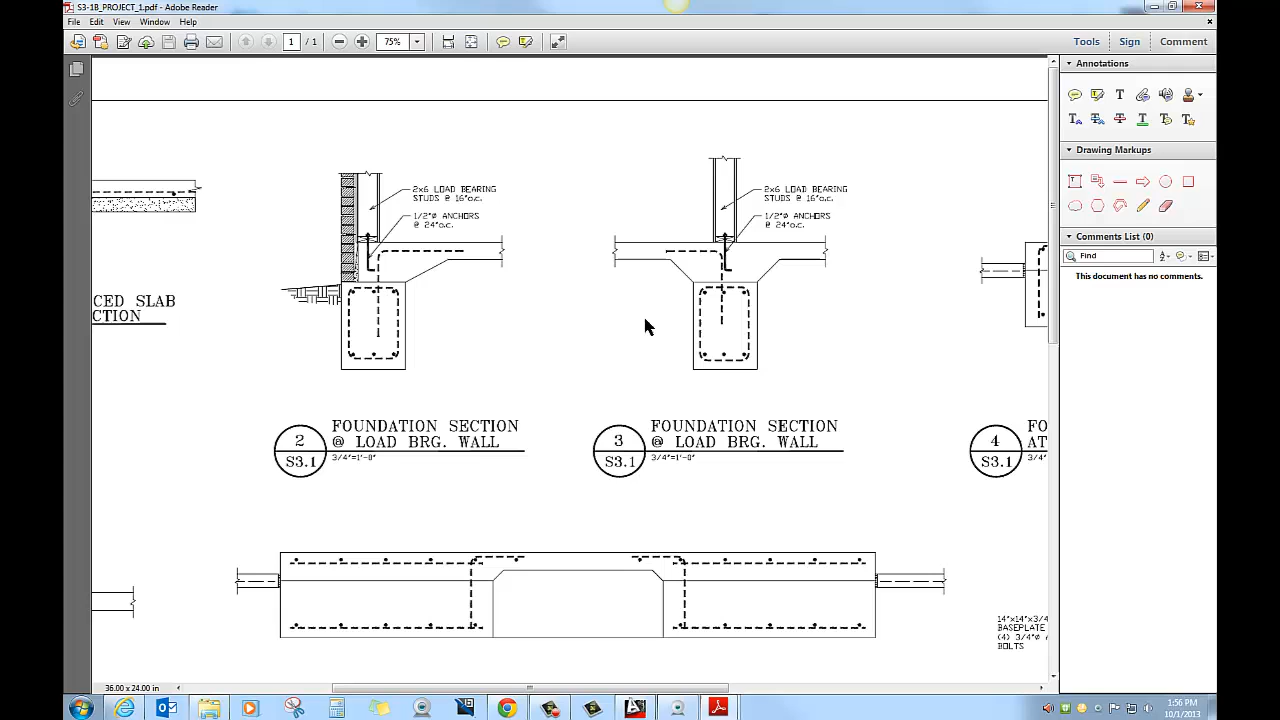 S3-1B_PROJECT_1.pdf - Adobe Reader
File Edit View Window Help
1 / 1 75%
Tools Sign Comment
Annotations
Drawing Markups
Comments List (0)
Find
This document has no comments.
2x6 LOAD BEARING
STUDS @ 16"o.c.
1/2"Ø ANCHORS
@ 24"o.c.
2x6 LOAD BEARING
STUDS @ 16"o.c.
1/2"Ø ANCHORS
@ 24"o.c.
CED SLAB
CTION
2
S3.1
FOUNDATION SECTION
@ LOAD BRG. WALL
3/4"=1'-0"
3
S3.1
FOUNDATION SECTION
@ LOAD BRG. WALL
3/4"=1'-0"
4
S3.1
FO
AT
3/4"
14"x14"x3/4
BASEPLATE
(4) 3/4"Ø
BOLTS
36.00 x 24.00 in
1:56 PM
10/1/2013